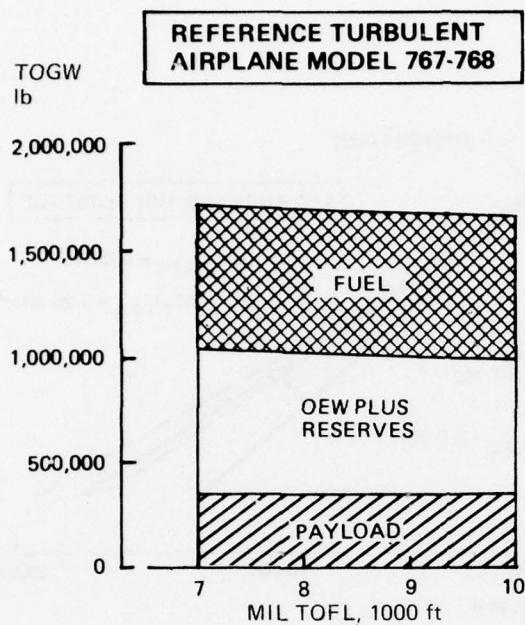 REFERENCE TURBULENT
AIRPLANE MODEL 767-768
TOGW
lb
2,000,000
1,500,000
1,000,000
500,000
0
FUEL
OEW PLUS
RESERVES
PAYLOAD
7 8 9 10
MIL TOFL, 1000 ft